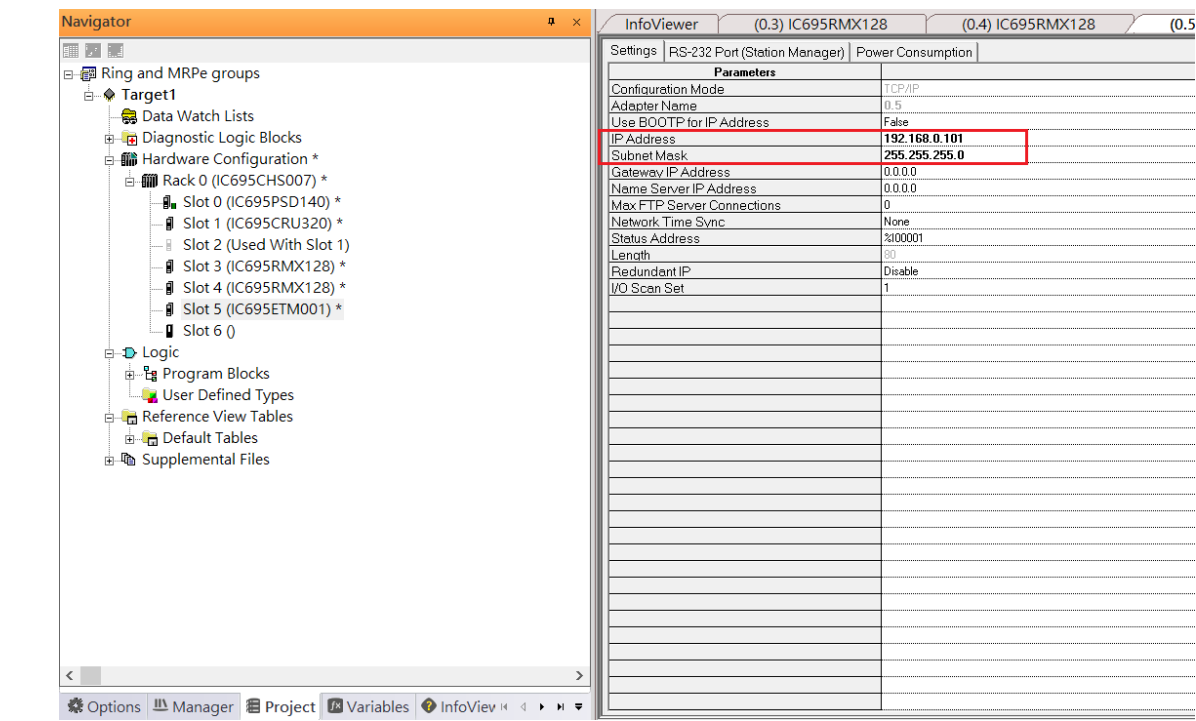 Navigator
Ring and MRPe groups
Target1
Data Watch Lists
Diagnostic Logic Blocks
Hardware Configuration *
Rack 0 (IC695CHS007) *
Slot 0 (IC695PSD140) *
Slot 1 (IC695CRU320) *
Slot 2 (Used With Slot 1)
Slot 3 (IC695RMX128) *
Slot 4 (IC695RMX128) *
Slot 5 (IC695ETM001) *
Slot 6 ()
Logic
Program Blocks
User Defined Types
Reference View Tables
Default Tables
Supplemental Files
Options Manager Project Variables InfoView
InfoViewer (0.3) IC695RMX128 (0.4) IC695RMX128 (0.5
Settings RS-232 Port (Station Manager) Power Consumption
Parameters
Configuration Mode TCP/IP
Adapter Name 0.5
Use BOOTP for IP Address False
IP Address 192.168.0.101
Subnet Mask 255.255.255.0
Gateway IP Address 0.0.0.0
Name Server IP Address 0.0.0.0
Max FTP Server Connections 0
Network Time Sync None
Status Address %I00001
Length 80
Redundant IP Disable
I/O Scan Set 1